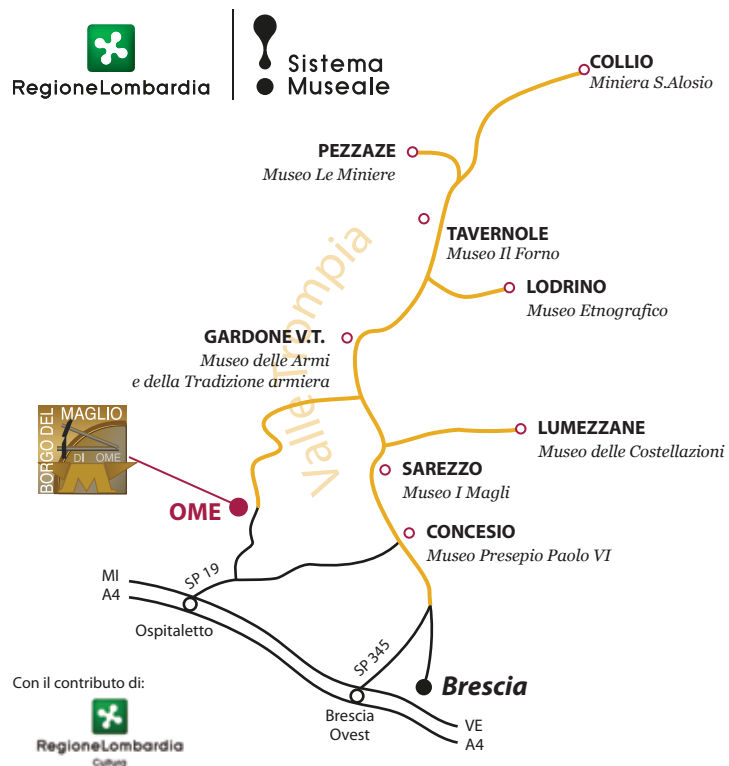 RegioneLombardia
Sistema
Museale
COLLIO
Miniera S.Alosio
PEZZAZE
Museo Le Miniere
TAVERNOLE
Museo Il Forno
LODRINO
Museo Etnografico
Valle Trompia
GARDONE V.T.
Museo delle Armi
e della Tradizione armiera
BORGO DEL MAGLIO
DI OME
M
LUMEZZANE
Museo delle Costellazioni
SAREZZO
Museo I Magli
OME
CONCESIO
Museo Presepio Paolo VI
MI
A4
SP 19
Ospitaletto
SP 345
Brescia
Brescia
Ovest
VE
A4
Con il contributo di:
RegioneLombardia
Cultura